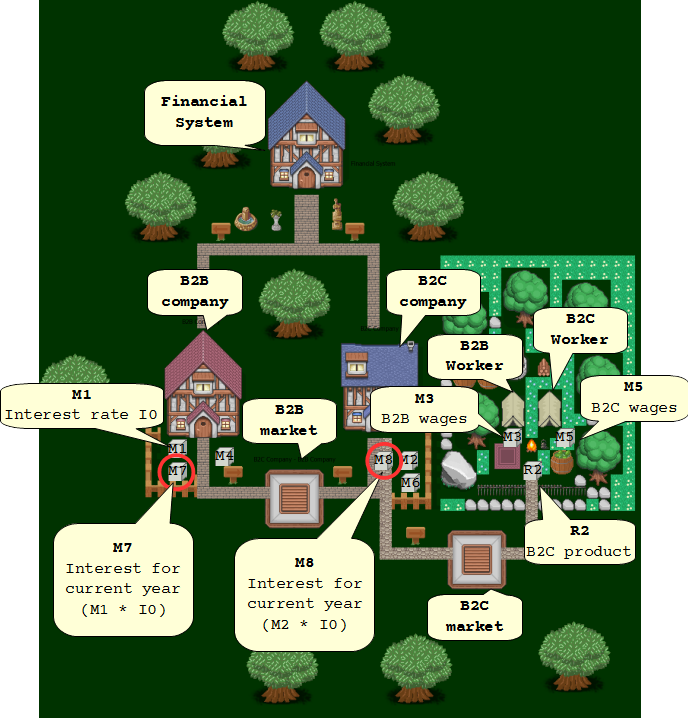 Financial
System
Financial System
B2B
company
B2C
company
B2C
Worker
B2B
Worker
M1
Interest rate I0
B2B
market
M3
B2B wages
M5
B2C wages
M1
M7
M4
M8
M2
M6
M3
M5
R2
M7
Interest for
current year
(M1 * I0)
M8
Interest for
current year
(M2 * I0)
R2
B2C product
B2C
market